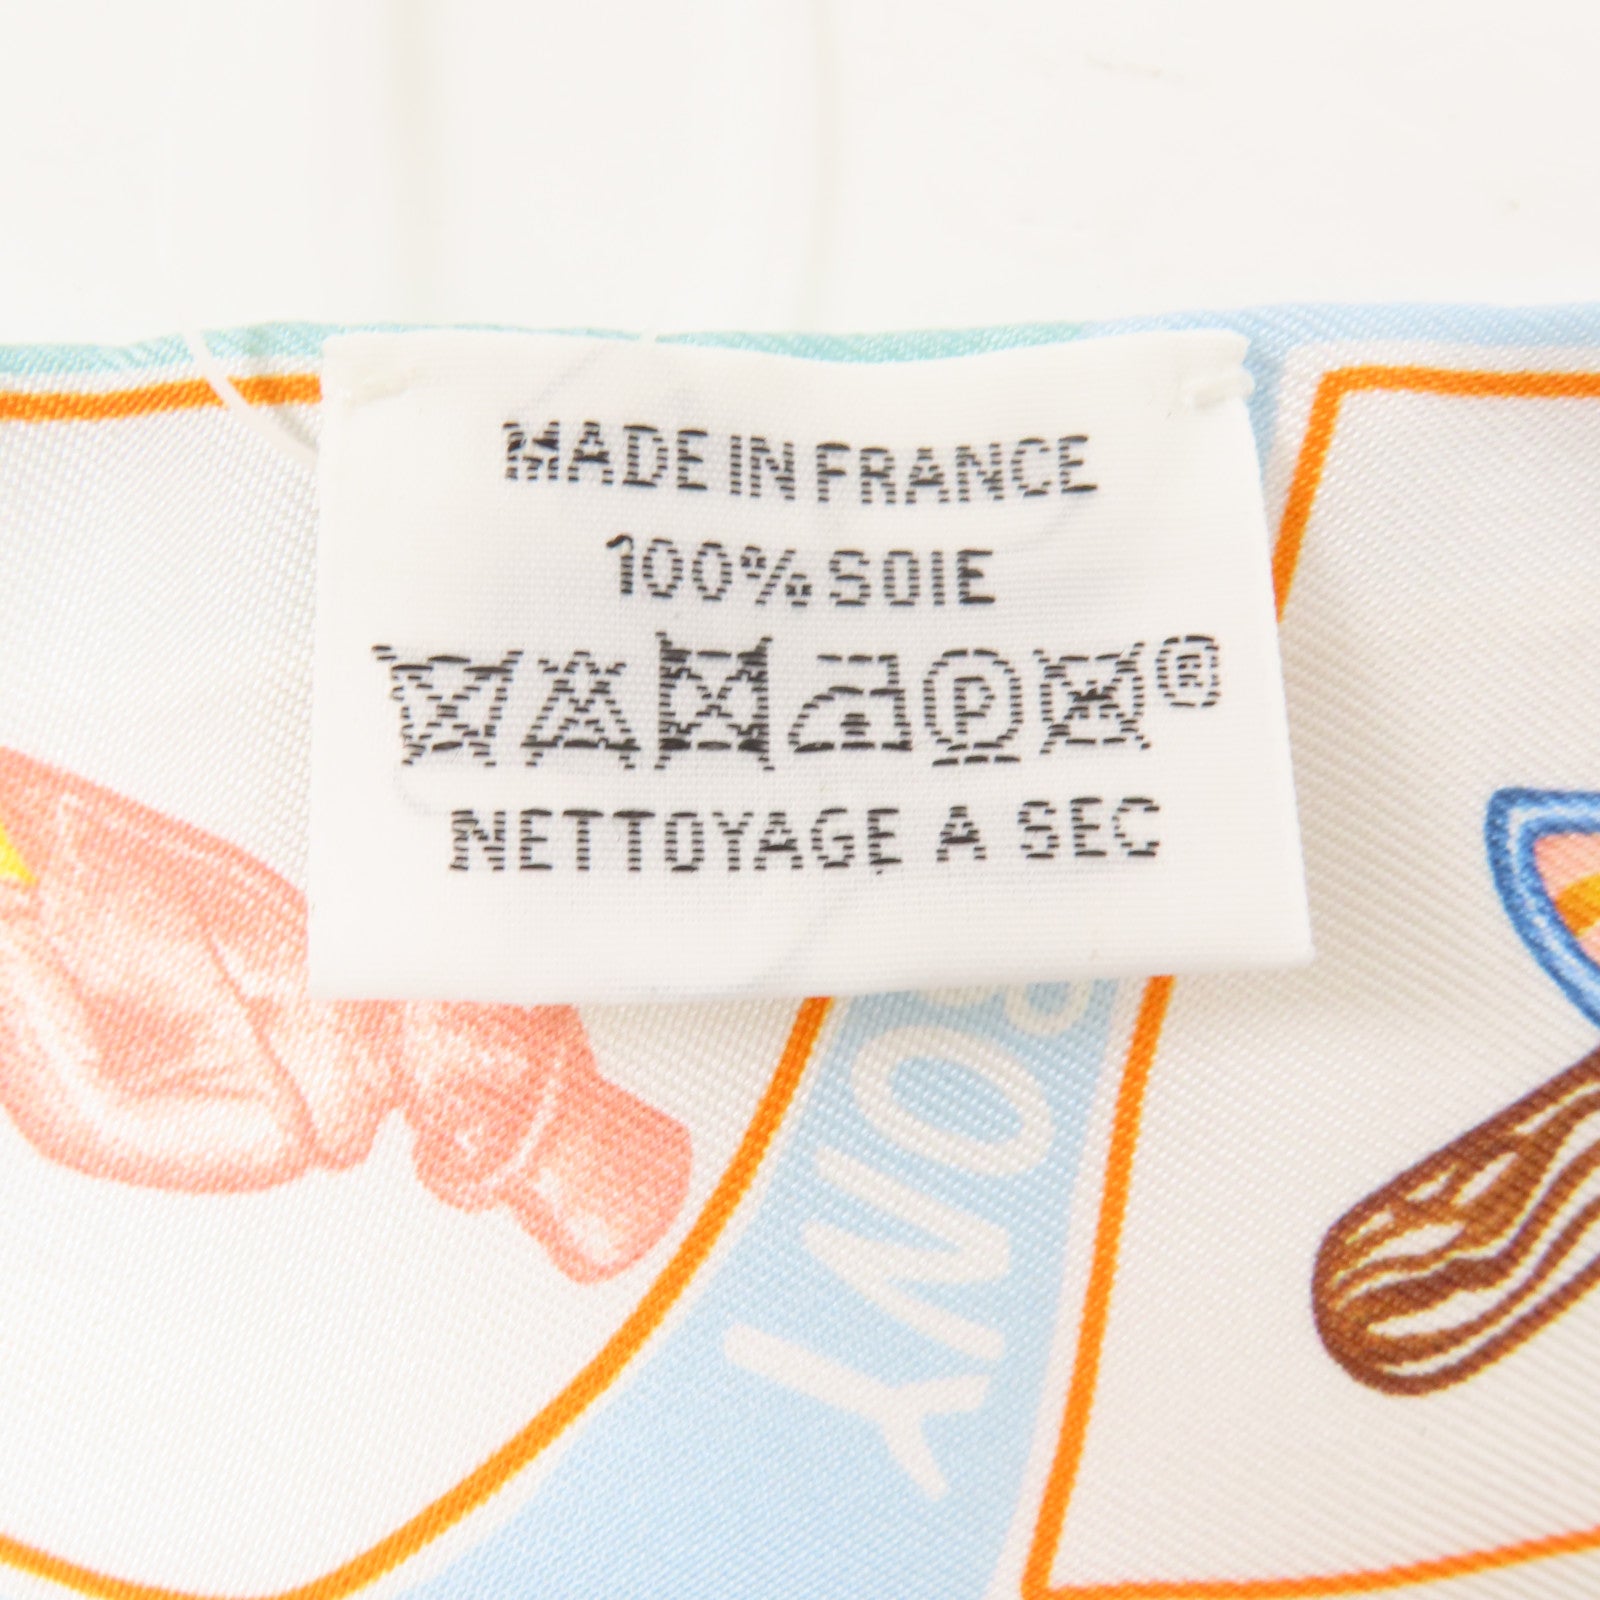 MADE IN FRANCE
100% SOIE
P ®
NETTOYAGE A SEC